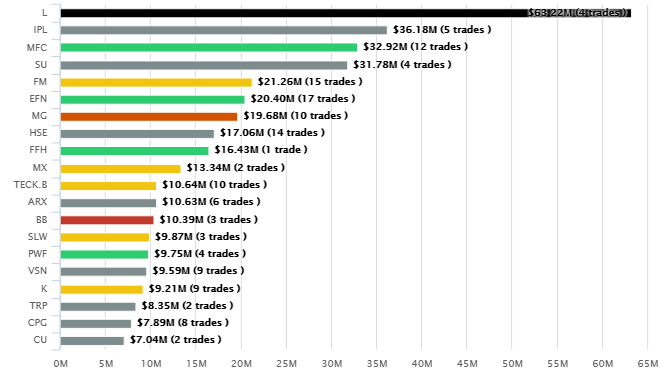 L $63.22M (4 trades )
IPL $36.18M (5 trades )
MFC $32.92M (12 trades )
SU $31.78M (4 trades )
FM $21.26M (15 trades )
EFN $20.40M (17 trades )
MG $19.68M (10 trades )
HSE $17.06M (14 trades )
FFH $16.43M (1 trade )
MX $13.34M (2 trades )
TECK.B $10.64M (10 trades )
ARX $10.63M (6 trades )
BB $10.39M (3 trades )
SLW $9.87M (3 trades )
PWF $9.75M (4 trades )
VSN $9.59M (9 trades )
K $9.21M (9 trades )
TRP $8.35M (2 trades )
CPG $7.89M (8 trades )
CU $7.04M (2 trades )
0M 5M 10M 15M 20M 25M 30M 35M 40M 45M 50M 55M 60M 65M